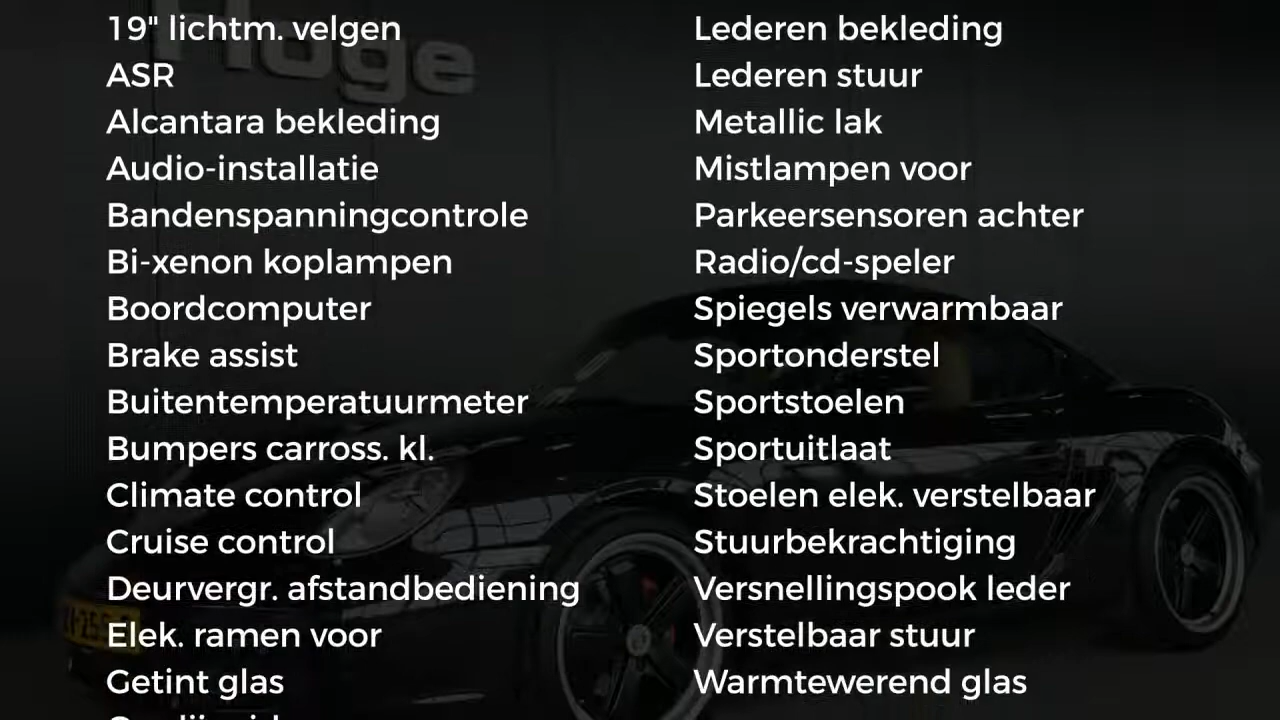 19" lichtm. velgen
ASR
Alcantara bekleding
Audio-installatie
Bandenspanningcontrole
Bi-xenon koplampen
Boordcomputer
Brake assist
Buitentemperatuurmeter
Bumpers carross. kl.
Climate control
Cruise control
Deurvergr. afstandbediening
Elek. ramen voor
Getint glas
Lederen bekleding
Lederen stuur
Metallic lak
Mistlampen voor
Parkeersensoren achter
Radio/cd-speler
Spiegels verwarmbaar
Sportonderstel
Sportstoelen
Sportuitlaat
Stoelen elek. verstelbaar
Stuurbekrachtiging
Versnellingspook leder
Verstelbaar stuur
Warmtewerend glas